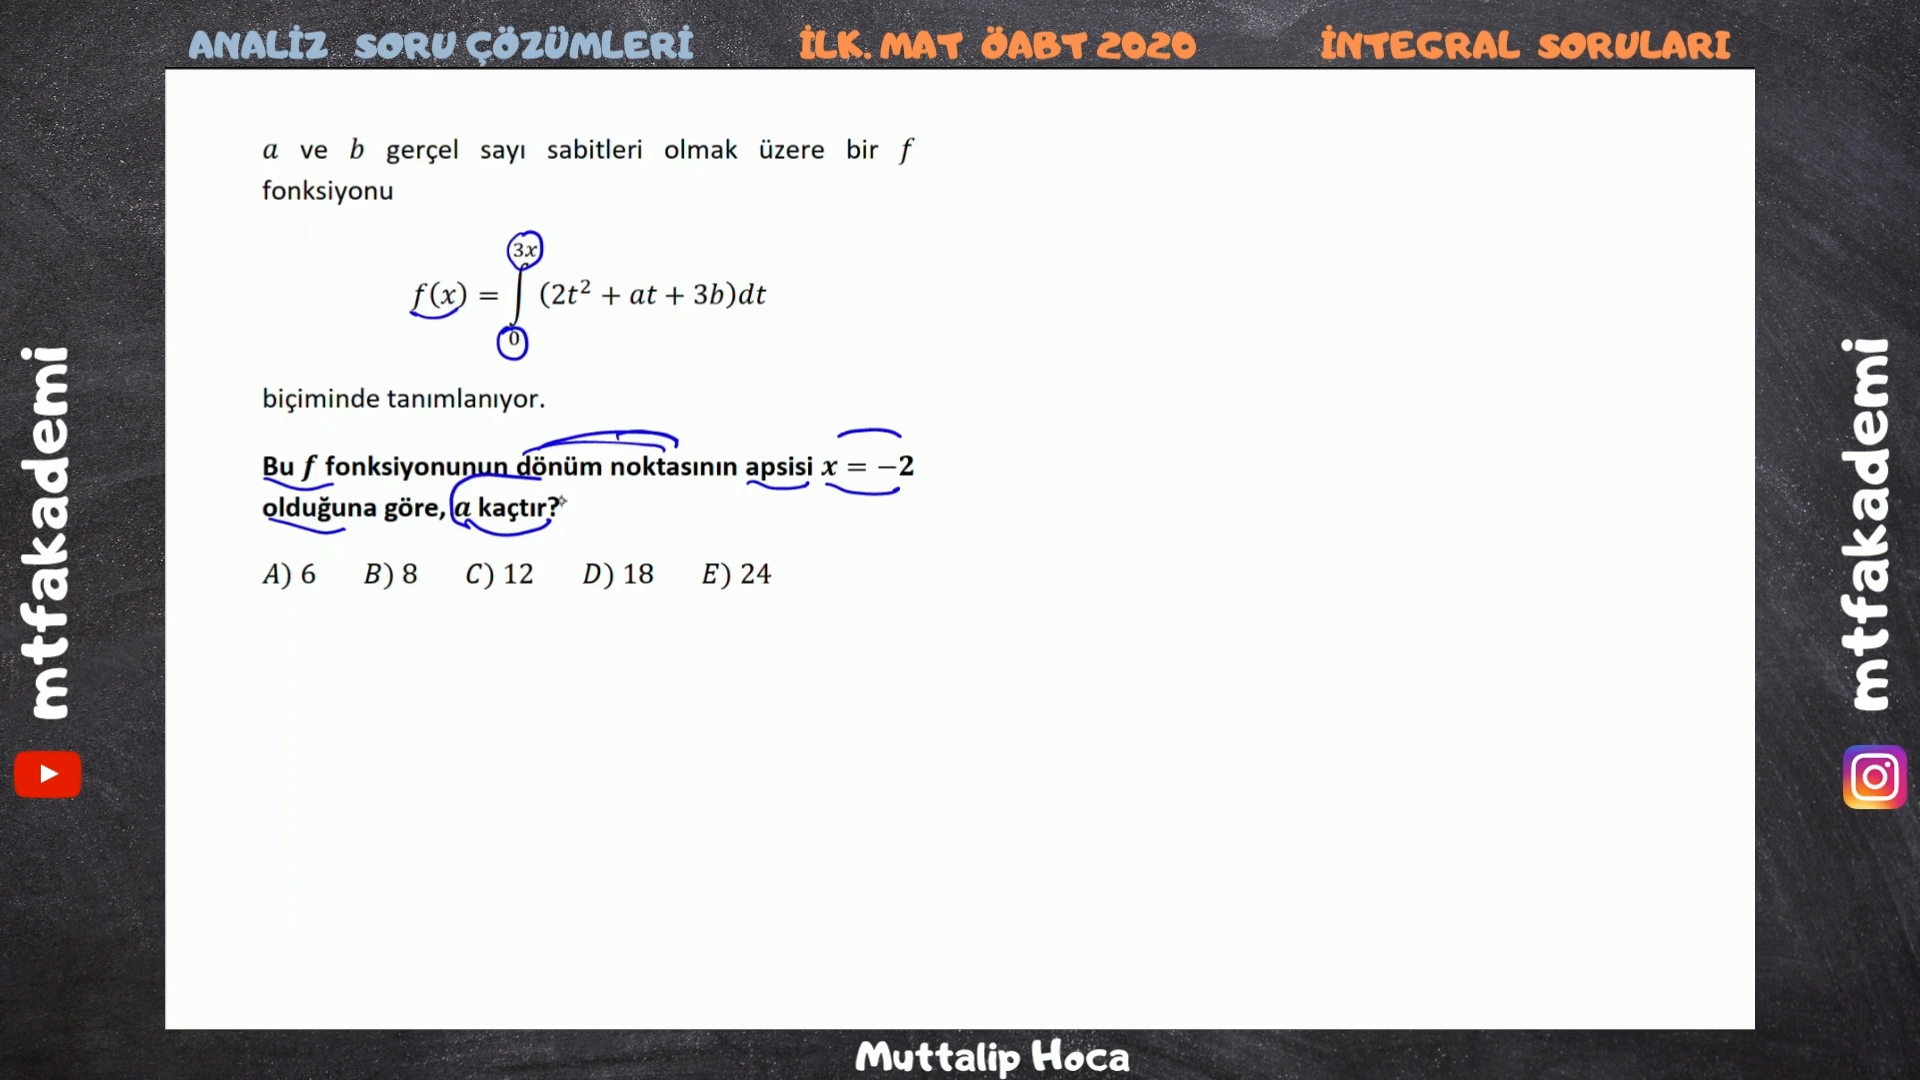 ANALİZ SORU ÇÖZÜMLERİ İLK. MAT ÖABT 2020 İNTEGRAL SORULARI
a ve b gerçel sayı sabitleri olmak üzere bir f
fonksiyonu
f(x) = ∫₀³ˣ (2t² + at + 3b)dt
biçiminde tanımlanıyor.
Bu f fonksiyonunun dönüm noktasının apsisi x = −2
olduğuna göre, a kaçtır?
A) 6 B) 8 C) 12 D) 18 E) 24
mtfakademi
mtfakademi
Muttalip Hoca